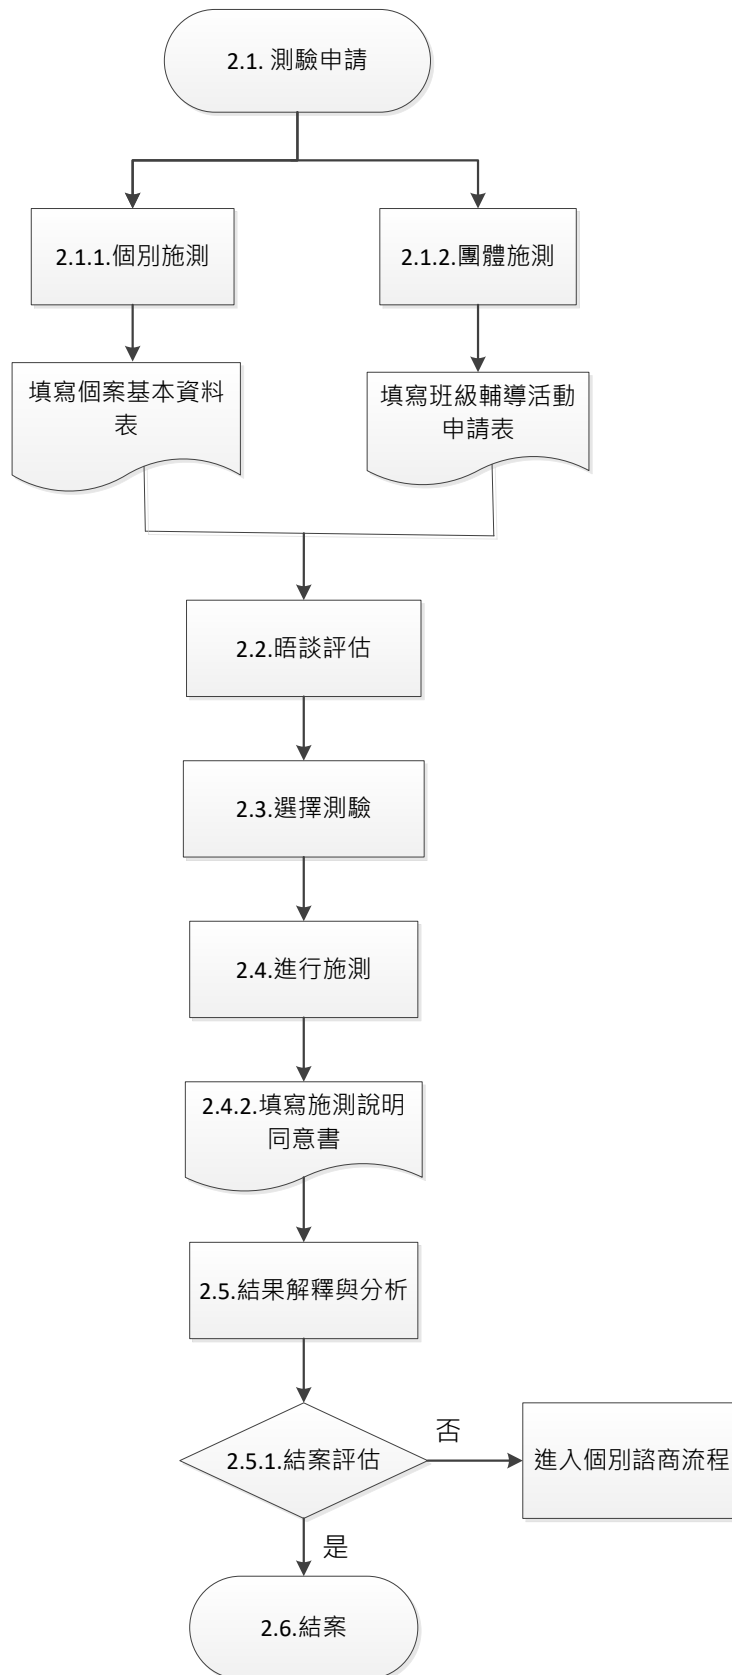 2.1. 測驗申請
2.1.1.個別施測
2.1.2.團體施測
填寫個案基本資料
表
填寫班級輔導活動
申請表
2.2.晤談評估
2.3.選擇測驗
2.4.進行施測
2.4.2.填寫施測說明
同意書
2.5.結果解釋與分析
2.5.1.結案評估
否
進入個別諮商流程
是
2.6.結案